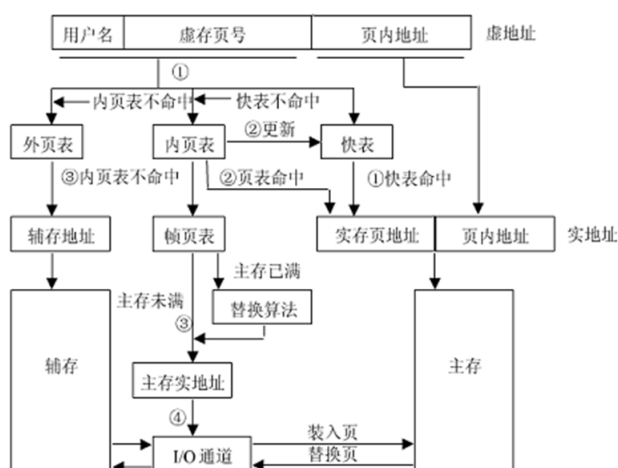 用户名 虚存页号 页内地址 虚地址
①
内页表不命中 快表不命中
外页表 内页表 ②更新 快表
③内页表不命中 ②页表命中 ①快表命中
辅存地址 帧页表 实存页地址 页内地址 实地址
主存已满
主存未满 替换算法
③
辅存 主存实地址 主存
④
I/O 通道 装入页
替换页